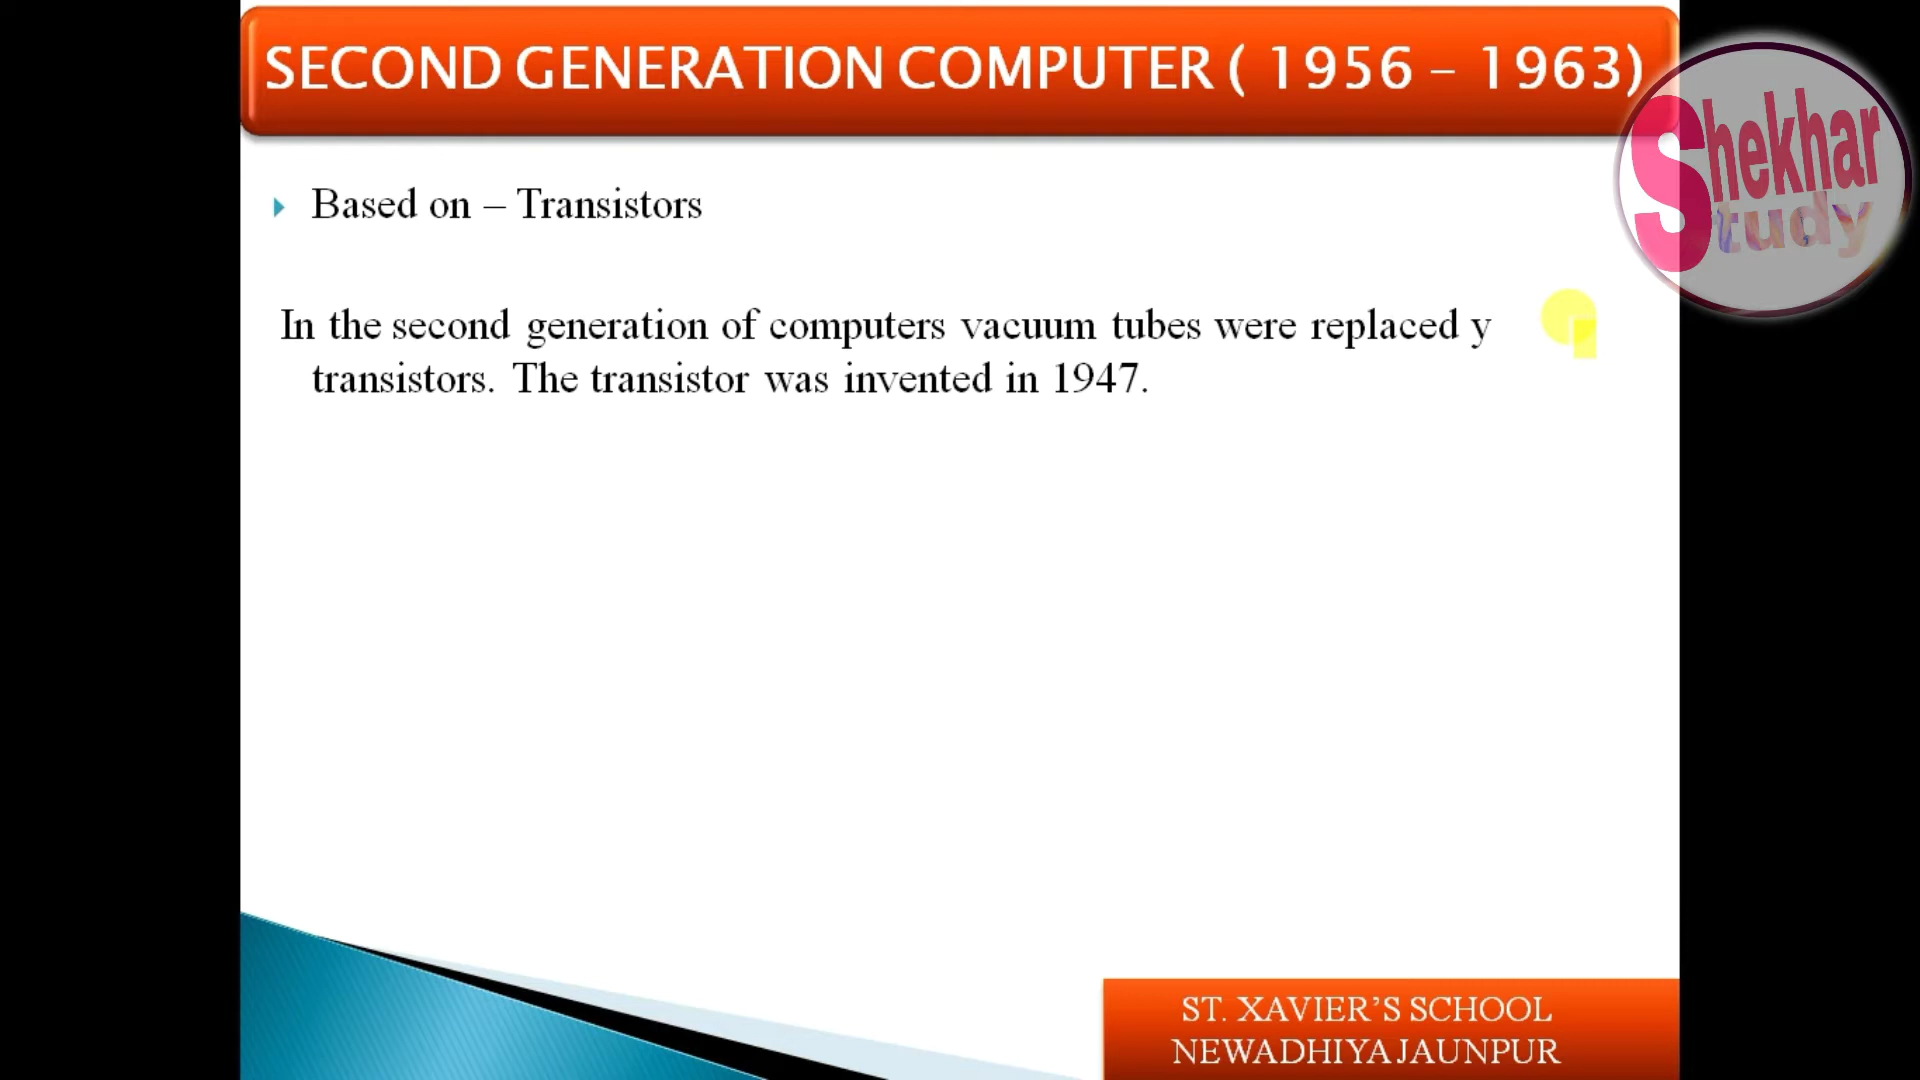 SECOND GENERATION COMPUTER ( 1956 – 1963)
Shekhar
Study
Based on – Transistors
In the second generation of computers vacuum tubes were replaced y
transistors. The transistor was invented in 1947.
ST. XAVIER’S SCHOOL
NEWADHIYA JAUNPUR